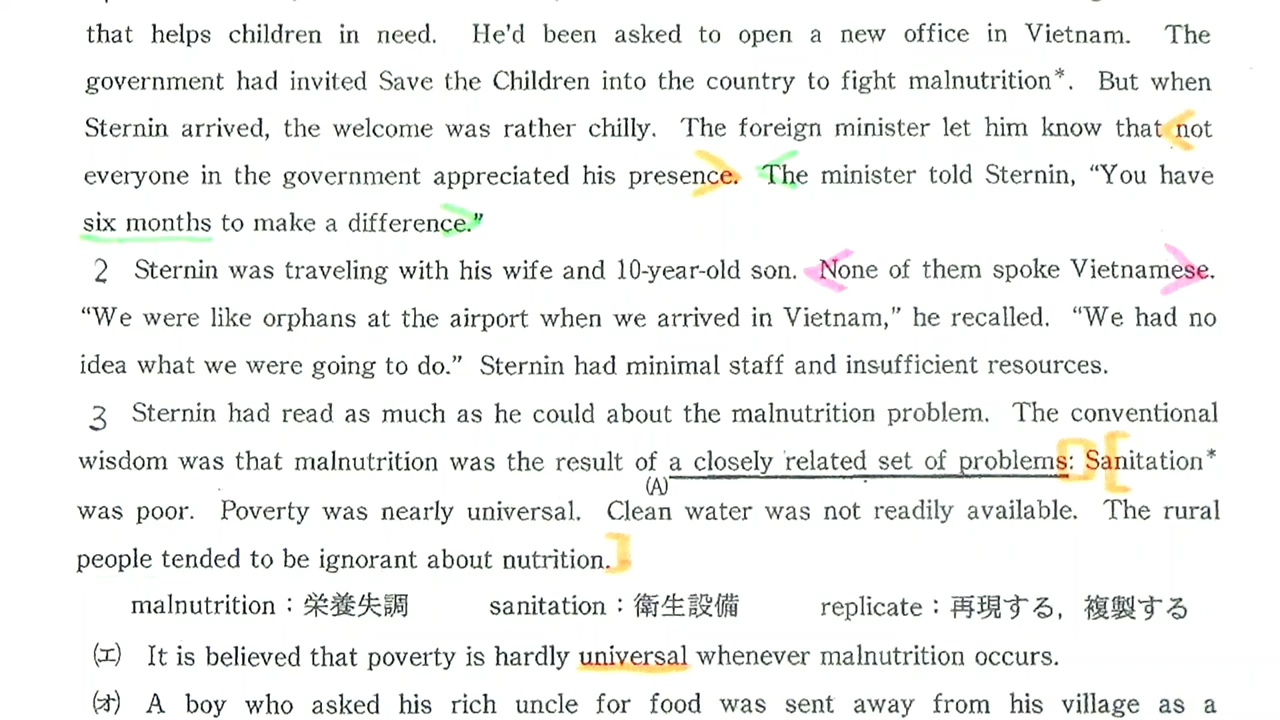 that helps children in need. He'd been asked to open a new office in Vietnam. The
government had invited Save the Children into the country to fight malnutrition*. But when
Sternin arrived, the welcome was rather chilly. The foreign minister let him know that not
everyone in the government appreciated his presence. The minister told Sternin, “You have
six months to make a difference.”
2 Sternin was traveling with his wife and 10-year-old son. None of them spoke Vietnamese.
“We were like orphans at the airport when we arrived in Vietnam,” he recalled. “We had no
idea what we were going to do.” Sternin had minimal staff and insufficient resources.
3 Sternin had read as much as he could about the malnutrition problem. The conventional
wisdom was that malnutrition was the result of a closely related set of problems: Sanitation*
(A)
was poor. Poverty was nearly universal. Clean water was not readily available. The rural
people tended to be ignorant about nutrition.
malnutrition：栄養失調 sanitation：衛生設備 replicate：再現する，複製する
(エ) It is believed that poverty is hardly universal whenever malnutrition occurs.
(オ) A boy who asked his rich uncle for food was sent away from his village as a